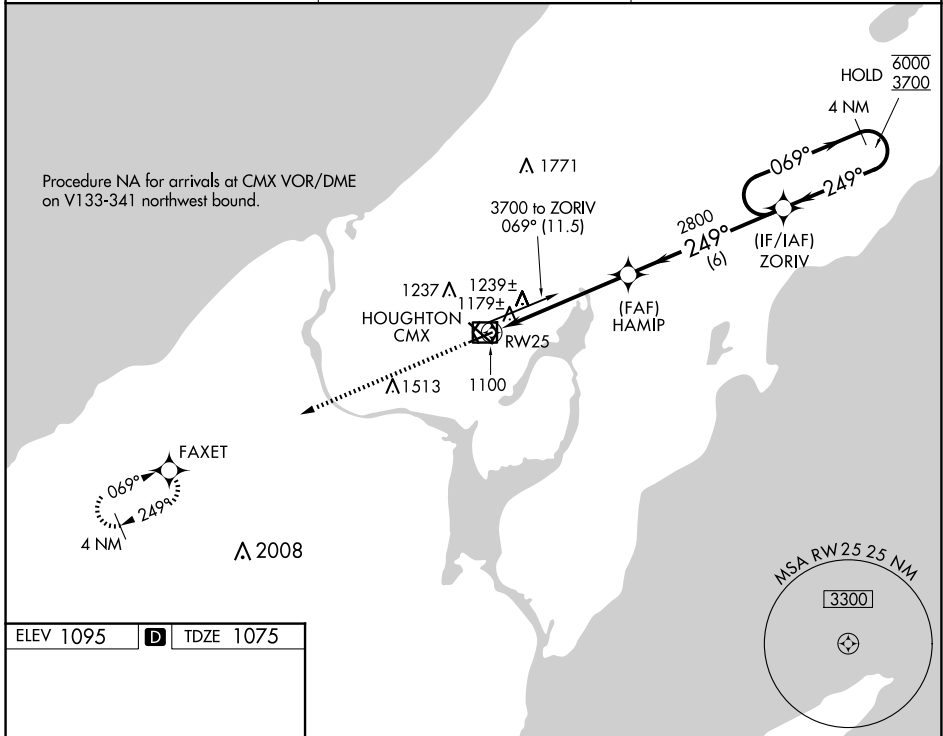 6000
HOLD
3700
4 NM
069°
249°
1771
Procedure NA for arrivals at CMX VOR/DME
on V133-341 northwest bound.
3700 to ZORIV
069° (11.5)
2800
249°
(6)
(IF/IAF)
ZORIV
1237
1239±
1179±
(FAF)
HAMIP
HOUGHTON
CMX
RW25
1513
1100
FAXET
069°
249°
4 NM
2008
MSA RW25 25 NM
3300
ELEV 1095 D TDZE 1075